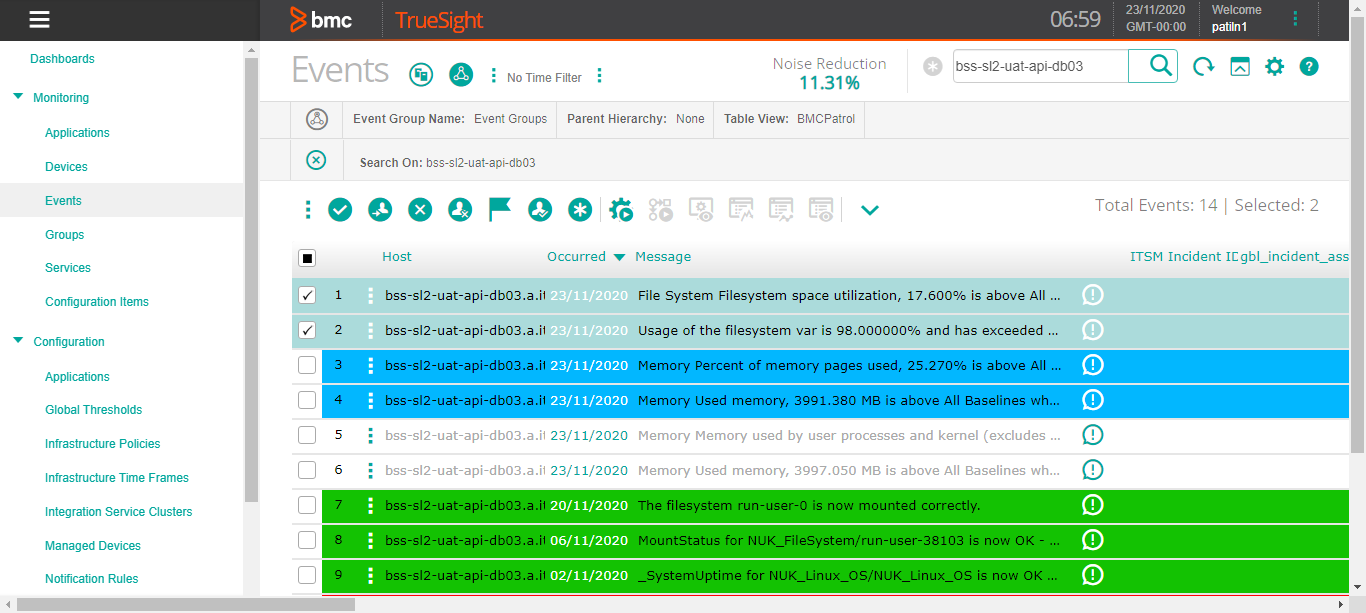 bmc TrueSight 06:59 23/11/2020 GMT-00:00 Welcome patiln1
Dashboards
Monitoring
Applications
Devices
Events
Groups
Services
Configuration Items
Configuration
Applications
Global Thresholds
Infrastructure Policies
Infrastructure Time Frames
Integration Service Clusters
Managed Devices
Notification Rules
Events No Time Filter Noise Reduction 11.31% bss-sl2-uat-api-db03
Event Group Name: Event Groups Parent Hierarchy: None Table View: BMCPatrol
Search On: bss-sl2-uat-api-db03
Total Events: 14 | Selected: 2
Host Occurred Message ITSM Incident ID gbl_incident_ass
1 bss-sl2-uat-api-db03.a.it 23/11/2020 File System Filesystem space utilization, 17.600% is above All ...
2 bss-sl2-uat-api-db03.a.it 23/11/2020 Usage of the filesystem var is 98.000000% and has exceeded ...
3 bss-sl2-uat-api-db03.a.it 23/11/2020 Memory Percent of memory pages used, 25.270% is above All ...
4 bss-sl2-uat-api-db03.a.it 23/11/2020 Memory Used memory, 3991.380 MB is above All Baselines wh...
5 bss-sl2-uat-api-db03.a.it 23/11/2020 Memory Memory used by user processes and kernel (excludes ...
6 bss-sl2-uat-api-db03.a.it 23/11/2020 Memory Used memory, 3997.050 MB is above All Baselines wh...
7 bss-sl2-uat-api-db03.a.it 20/11/2020 The filesystem run-user-0 is now mounted correctly.
8 bss-sl2-uat-api-db03.a.it 06/11/2020 MountStatus for NUK_FileSystem/run-user-38103 is now OK - ...
9 bss-sl2-uat-api-db03.a.it 02/11/2020 _SystemUptime for NUK_Linux_OS/NUK_Linux_OS is now OK ...